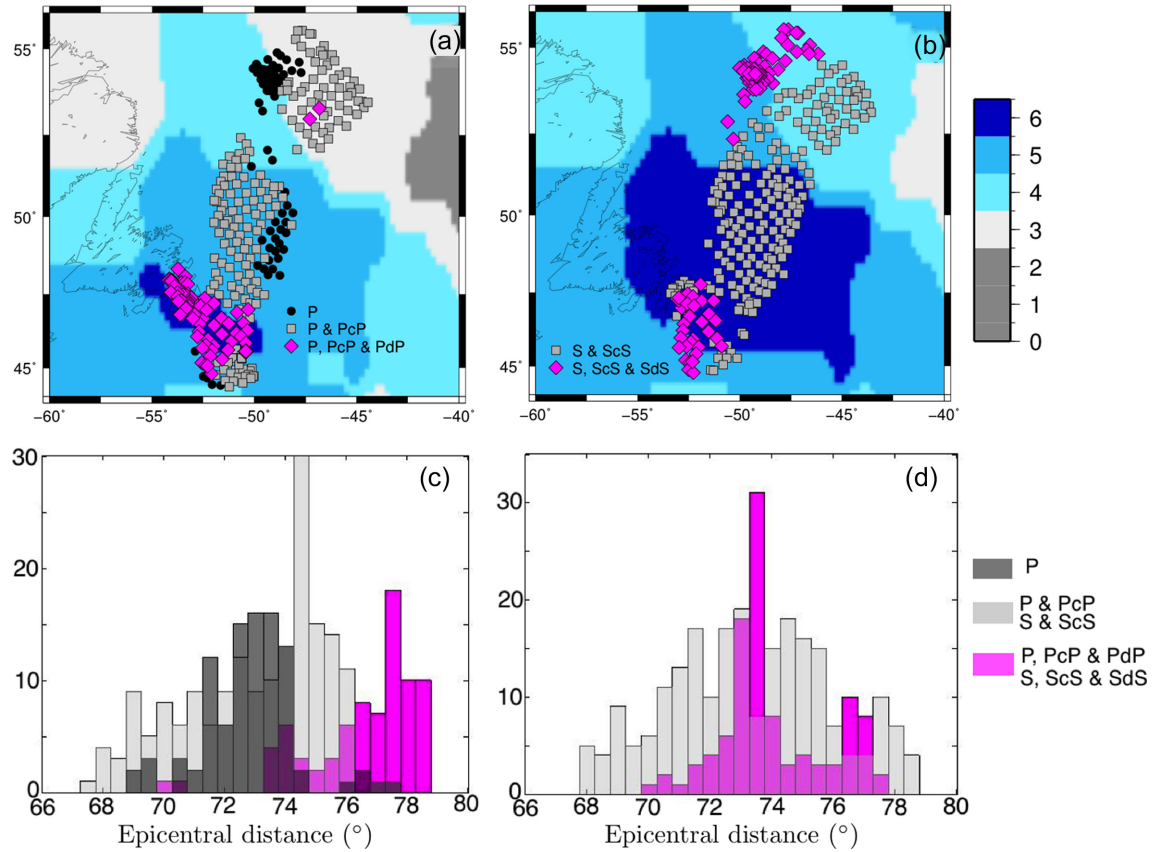 (a)
55°
50°
45°
P
P & PcP
P, PcP & PdP
−60° −55° −50° −45° −40°
(b)
55°
50°
45°
S & ScS
S, ScS & SdS
−60° −55° −50° −45° −40°
6
5
4
3
2
1
0
(c)
30
20
10
0
66 68 70 72 74 76 78 80
Epicentral distance (°)
(d)
30
20
10
0
66 68 70 72 74 76 78 80
Epicentral distance (°)
P
P & PcP
S & ScS
P, PcP & PdP
S, ScS & SdS